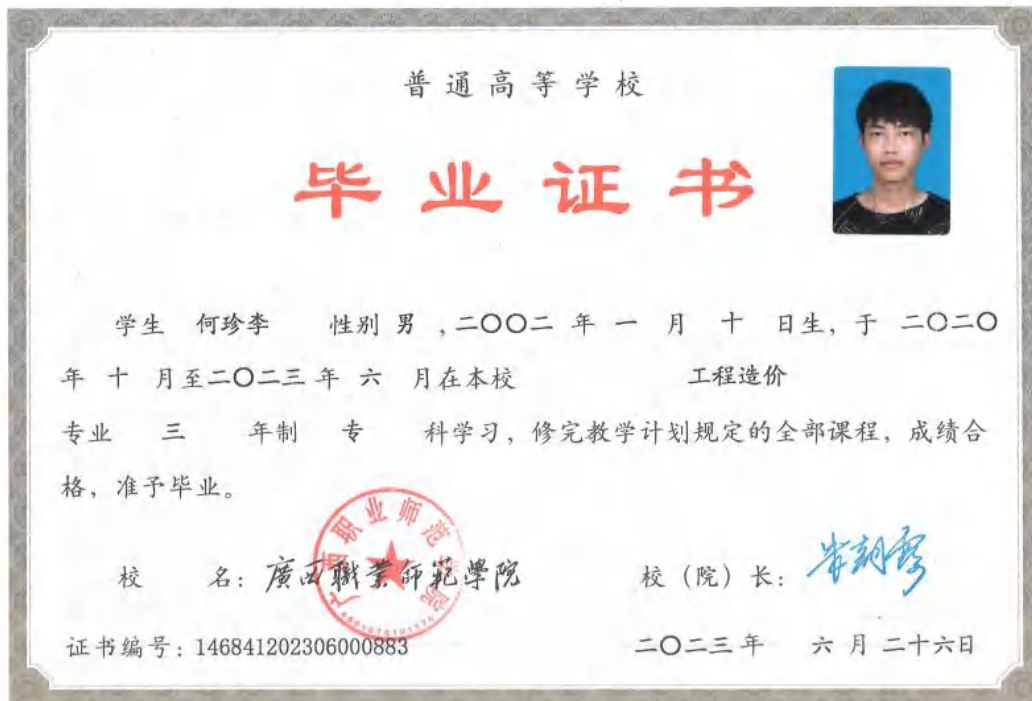 普通高等学校
毕业证书
学生 何珍李 性别 男 ,二〇〇二 年 一 月 十 日生, 于 二〇二〇
年 十 月至二〇二三 年 六 月在本校 工程造价
专业 三 年制 专 科学习, 修完教学计划规定的全部课程, 成绩合
格, 准予毕业。
校 名: 廣西職業師範學院 校 (院) 长:
证书编号: 146841202306000883 二〇二三 年 六 月 二十六日